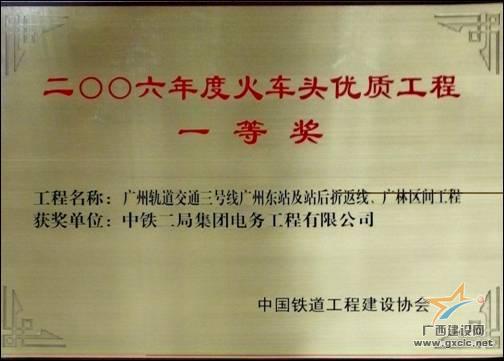 二〇〇六年度火车头优质工程
一等奖
工程名称：广州轨道交通三号线广州东站及站后折返线、广林区间工程
获奖单位：中铁二局集团电务工程有限公司
中国铁道工程建设协会
广西建设网
www.gxcic.net